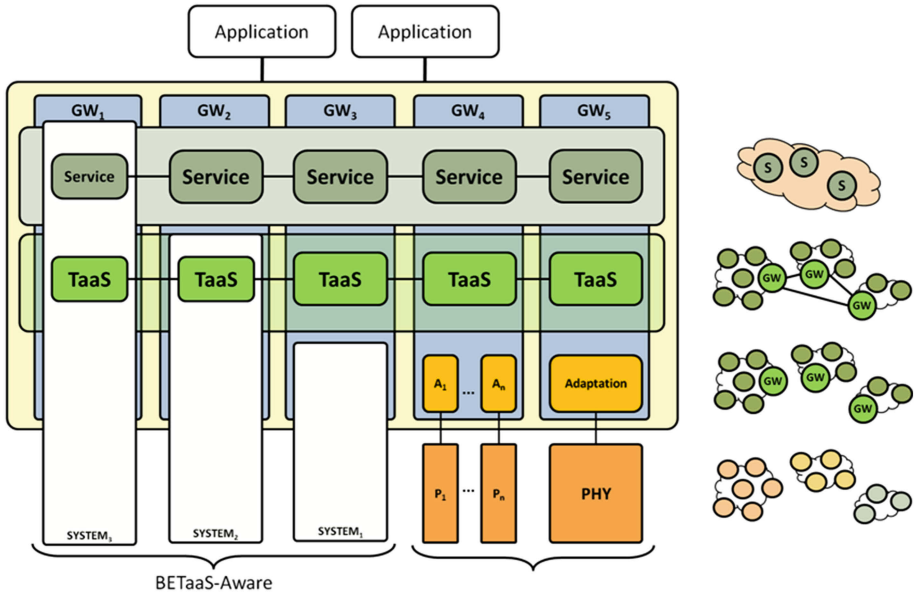 Application Application
GW1 GW2 GW3 GW4 GW5
Service Service Service Service Service
S S S
TaaS TaaS TaaS TaaS TaaS
GW GW GW
A1 ... An Adaptation
GW GW GW
P1 ... Pn PHY
SYSTEM3 SYSTEM2 SYSTEM1
BETaaS-Aware